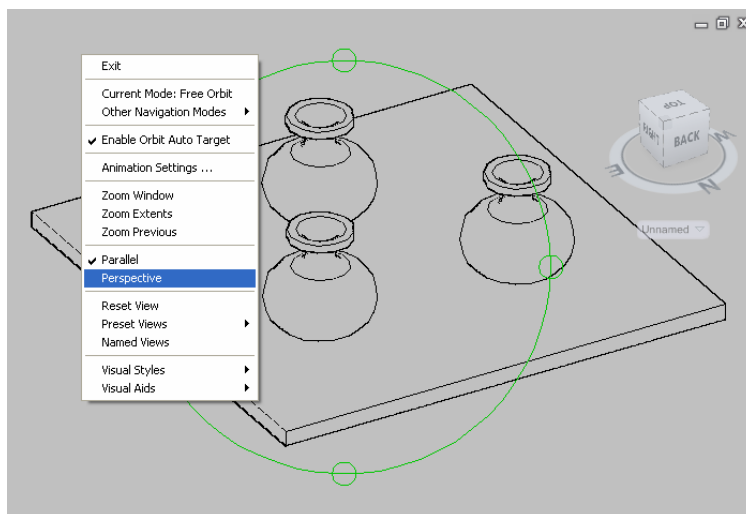 Exit
Current Mode: Free Orbit
Other Navigation Modes
Enable Orbit Auto Target
Animation Settings ...
Zoom Window
Zoom Extents
Zoom Previous
Parallel
Perspective
Reset View
Preset Views
Named Views
Visual Styles
Visual Aids
TOP
RIGHT
BACK
W
E
N
Unnamed